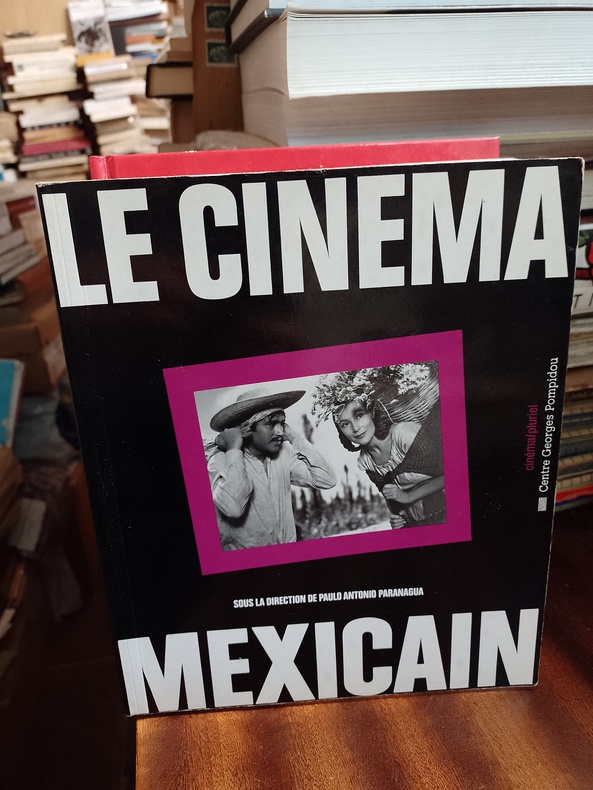 LE CINEMA
cinéma/pluriel
Centre Georges Pompidou
SOUS LA DIRECTION DE PAULO ANTONIO PARANAGUA
MEXICAIN